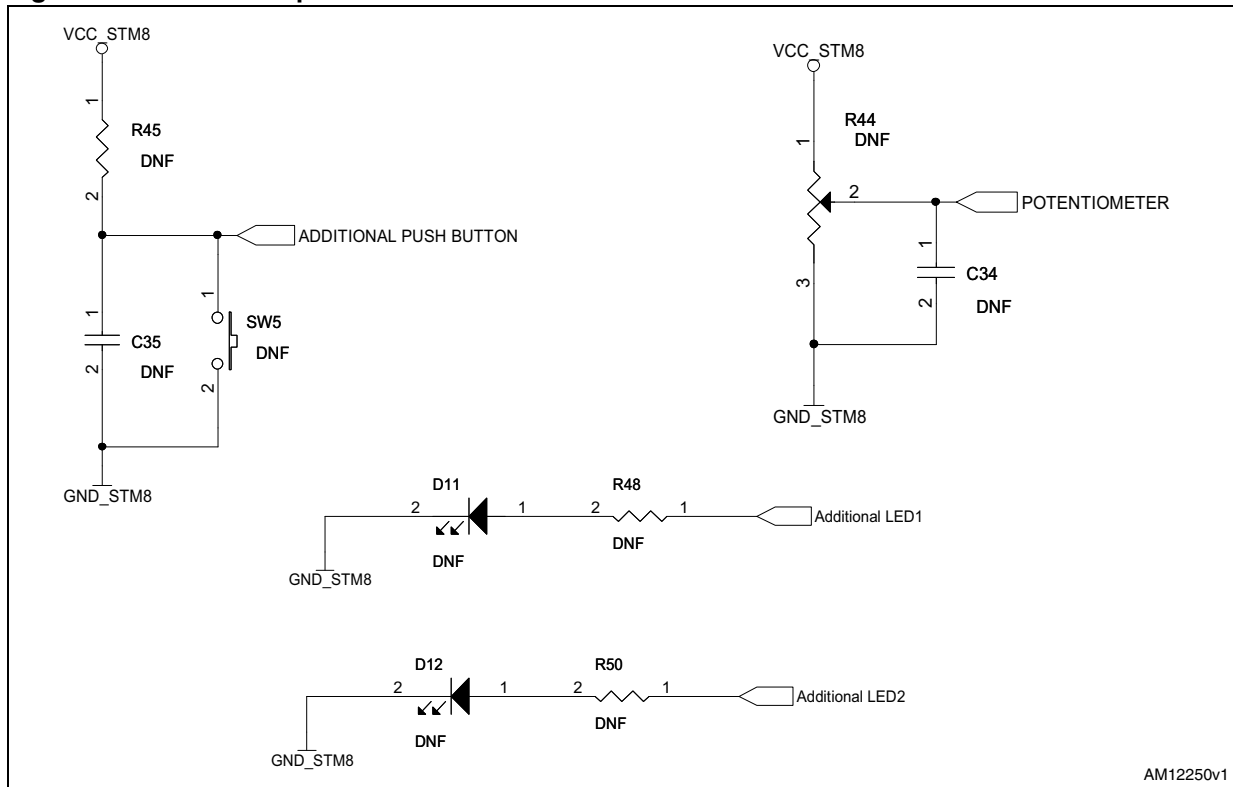 VCC_STM8
1
R45
DNF
2
ADDITIONAL PUSH BUTTON
1
C35
DNF
2
1
SW5
DNF
2
GND_STM8
VCC_STM8
R44
DNF
1
2
POTENTIOMETER
3
1
C34
DNF
2
GND_STM8
D11
R48
2
1
2
1
Additional LED1
DNF
DNF
GND_STM8
D12
R50
2
1
2
1
Additional LED2
DNF
DNF
GND_STM8
AM12250v1